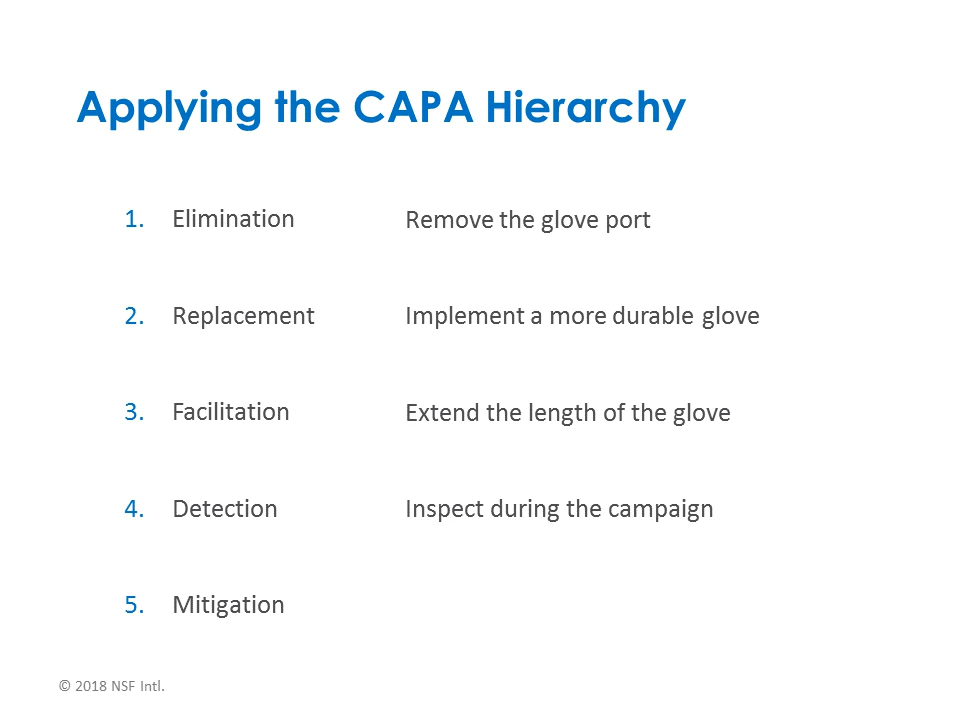 Applying the CAPA Hierarchy
1. Elimination Remove the glove port
2. Replacement Implement a more durable glove
3. Facilitation Extend the length of the glove
4. Detection Inspect during the campaign
5. Mitigation
© 2018 NSF Intl.